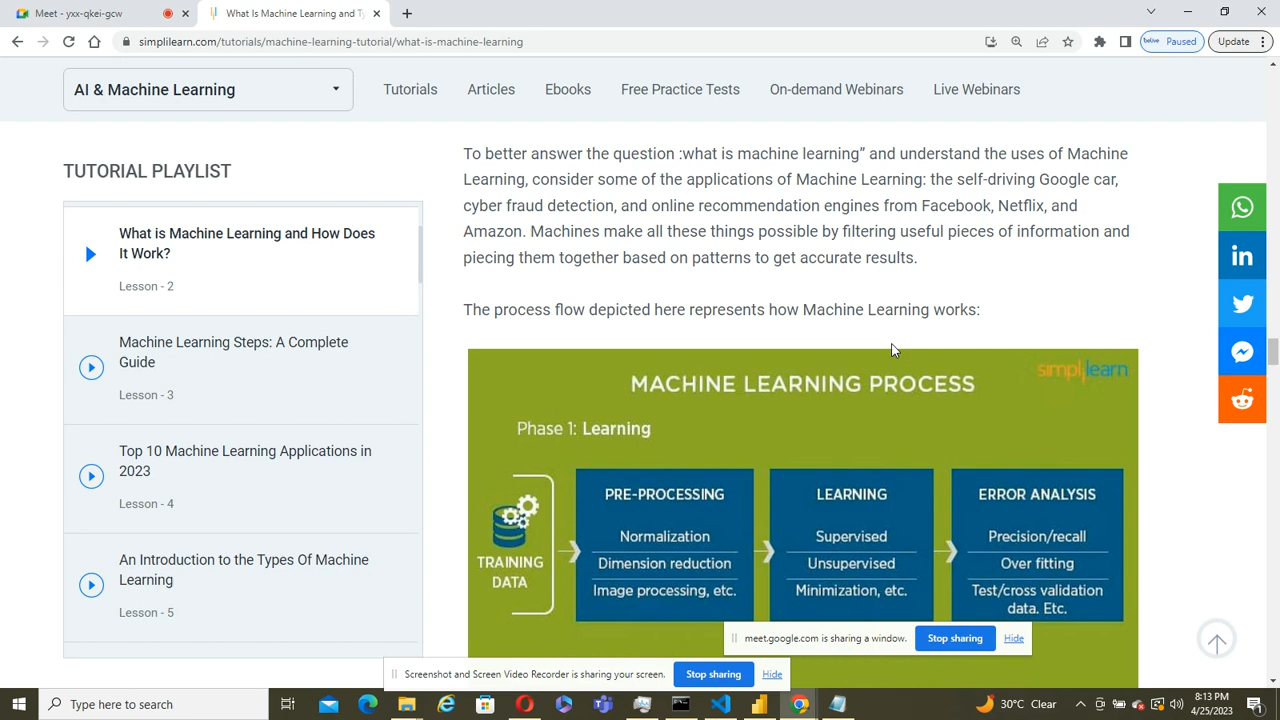 Meet - yxx-qkei-gcw
What Is Machine Learning and Ty
simplilearn.com/tutorials/machine-learning-tutorial/what-is-machine-learning
belive
Paused
Update
AI & Machine Learning
Tutorials
Articles
Ebooks
Free Practice Tests
On-demand Webinars
Live Webinars
TUTORIAL PLAYLIST
What is Machine Learning and How Does
It Work?
Lesson - 2
Machine Learning Steps: A Complete
Guide
Lesson - 3
Top 10 Machine Learning Applications in
2023
Lesson - 4
An Introduction to the Types Of Machine
Learning
Lesson - 5
To better answer the question :what is machine learning” and understand the uses of Machine
Learning, consider some of the applications of Machine Learning: the self-driving Google car,
cyber fraud detection, and online recommendation engines from Facebook, Netflix, and
Amazon. Machines make all these things possible by filtering useful pieces of information and
piecing them together based on patterns to get accurate results.
The process flow depicted here represents how Machine Learning works:
simplilearn
MACHINE LEARNING PROCESS
Phase 1: Learning
TRAINING
DATA
PRE-PROCESSING
Normalization
Dimension reduction
Image processing, etc.
LEARNING
Supervised
Unsupervised
Minimization, etc.
ERROR ANALYSIS
Precision/recall
Over fitting
Test/cross validation
data. Etc.
in
meet.google.com is sharing a window.
Stop sharing
Hide
Screenshot and Screen Video Recorder is sharing your screen.
Stop sharing
Hide
Type here to search
30°C Clear
8:13 PM
4/25/2023